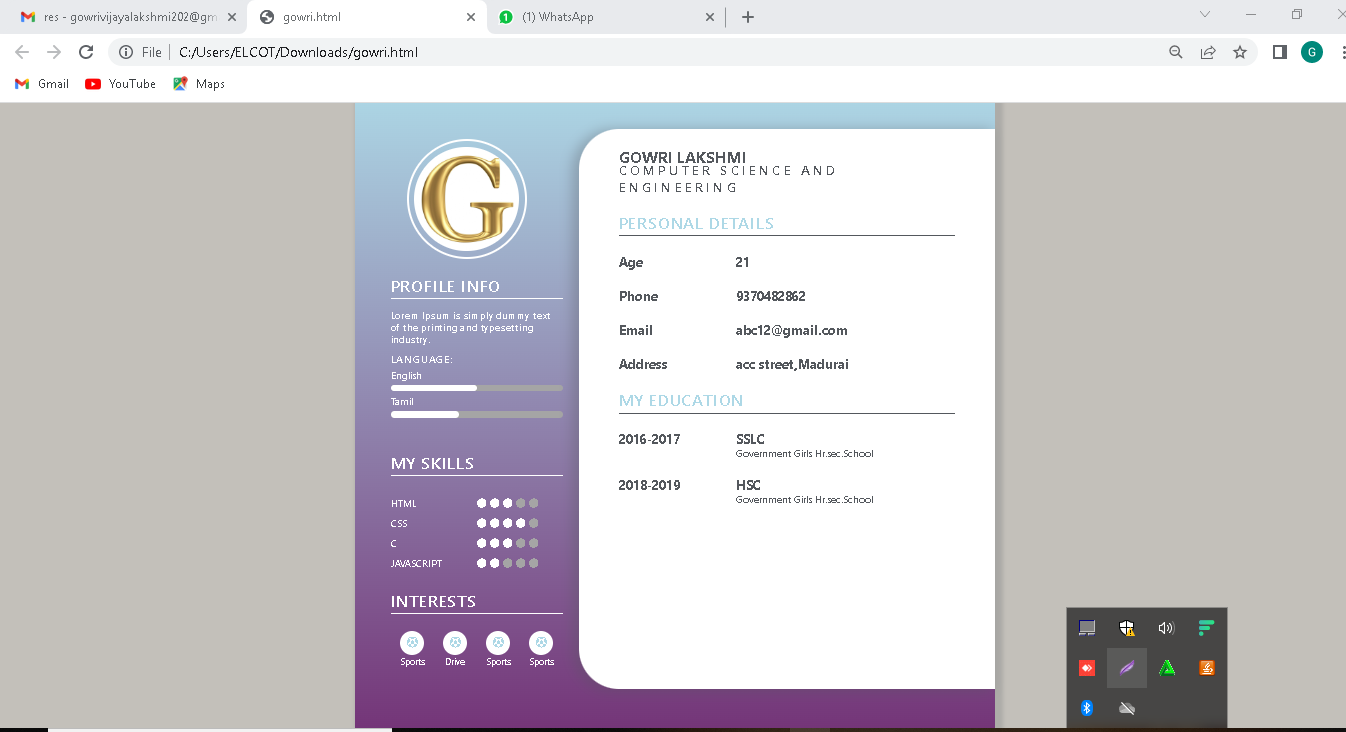 res - gowrivijayalakshmi202@gm
gowri.html
(1) WhatsApp
File
C:/Users/ELCOT/Downloads/gowri.html
G
Gmail
YouTube
Maps
G
PROFILE INFO
Lorem Ipsum is simply dummy text
of the printing and typesetting
industry.
LANGUAGE:
English
Tamil
MY SKILLS
HTML
CSS
C
JAVASCRIPT
INTERESTS
Sports
Drive
Sports
Sports
GOWRI LAKSHMI
COMPUTER SCIENCE AND
ENGINEERING
PERSONAL DETAILS
Age 21
Phone 9370482862
Email abc12@gmail.com
Address acc street,Madurai
MY EDUCATION
2016-2017 SSLC
Government Girls Hr.sec.School
2018-2019 HSC
Government Girls Hr.sec.School